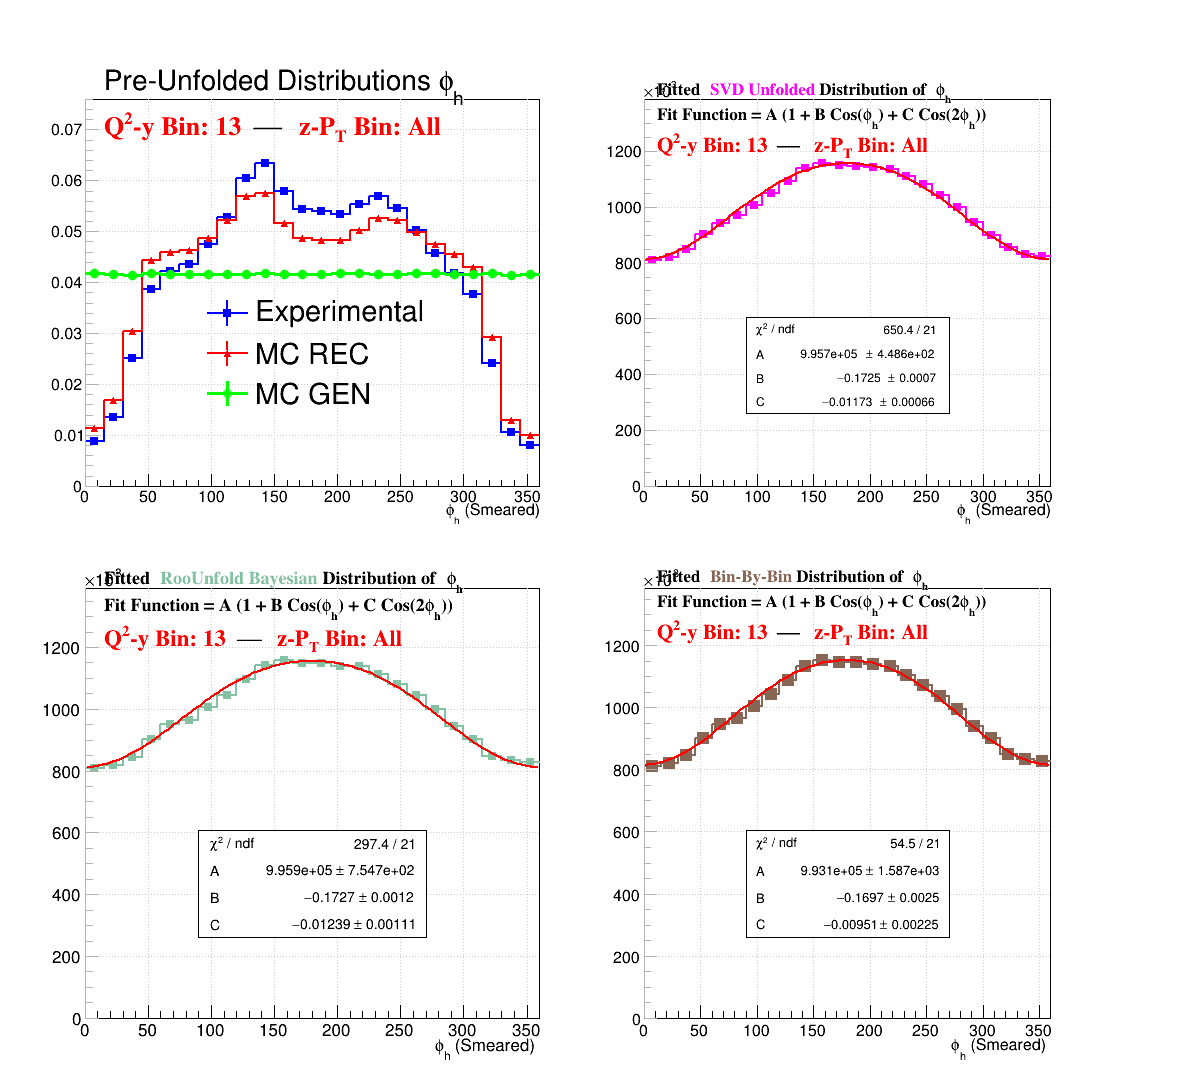 Pre-Unfolded Distributions ϕh
Q²-y Bin: 13 — z-PT Bin: All
0.07
0.06
0.05
0.04
0.03
0.02
0.01
0
Experimental
MC REC
MC GEN
0 50 100 150 200 250 300 350
ϕh (Smeared)
Fitted SVD Unfolded Distribution of ϕh
Fit Function = A (1 + B Cos(ϕh) + C Cos(2ϕh))
Q²-y Bin: 13 — z-PT Bin: All
1200
1000
800
600
400
200
0
χ² / ndf 650.4 / 21
A 9.957e+05 ± 4.486e+02
B −0.1725 ± 0.0007
C −0.01173 ± 0.00066
0 50 100 150 200 250 300 350
ϕh (Smeared)
Fitted RooUnfold Bayesian Distribution of ϕh
Fit Function = A (1 + B Cos(ϕh) + C Cos(2ϕh))
Q²-y Bin: 13 — z-PT Bin: All
1200
1000
800
600
400
200
0
χ² / ndf 297.4 / 21
A 9.959e+05 ± 7.547e+02
B −0.1727 ± 0.0012
C −0.01239 ± 0.00111
0 50 100 150 200 250 300 350
ϕh (Smeared)
Fitted Bin-By-Bin Distribution of ϕh
Fit Function = A (1 + B Cos(ϕh) + C Cos(2ϕh))
Q²-y Bin: 13 — z-PT Bin: All
1200
1000
800
600
400
200
0
χ² / ndf 54.5 / 21
A 9.931e+05 ± 1.587e+03
B −0.1697 ± 0.0025
C −0.00951 ± 0.00225
0 50 100 150 200 250 300 350
ϕh (Smeared)